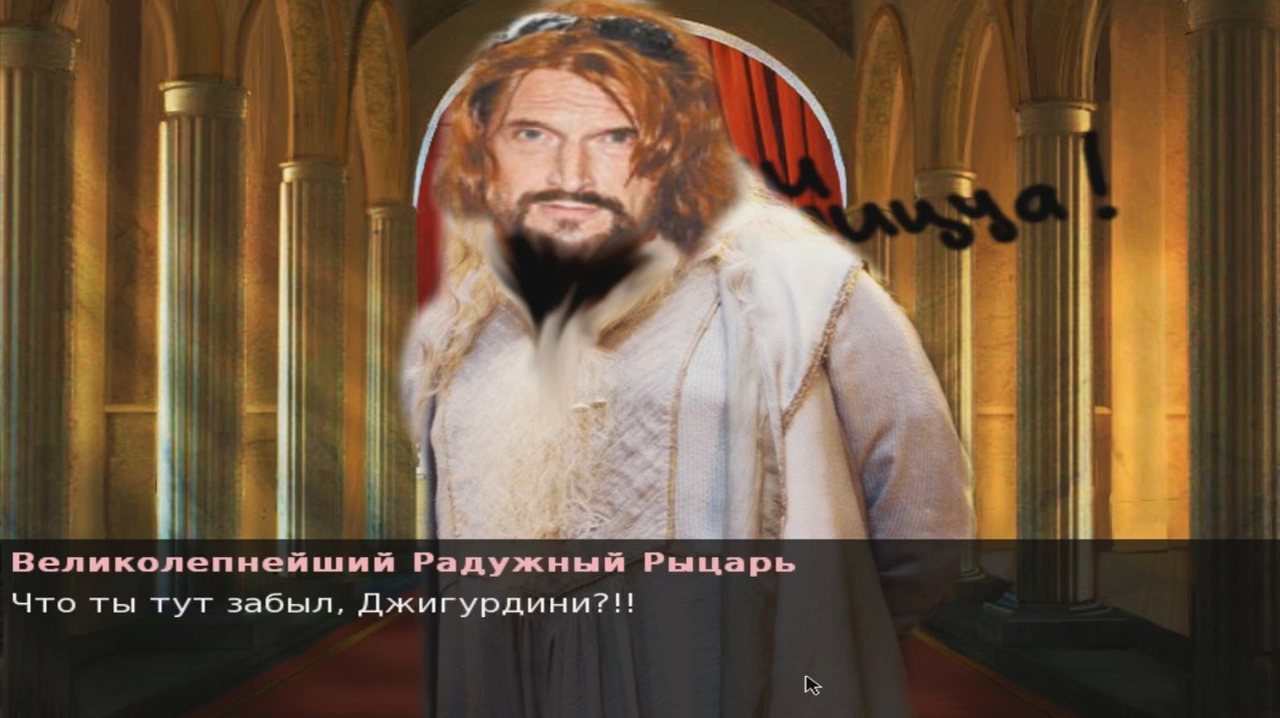 Великолепнейший Радужный Рыцарь
Что ты тут забыл, Джигурдини?!!